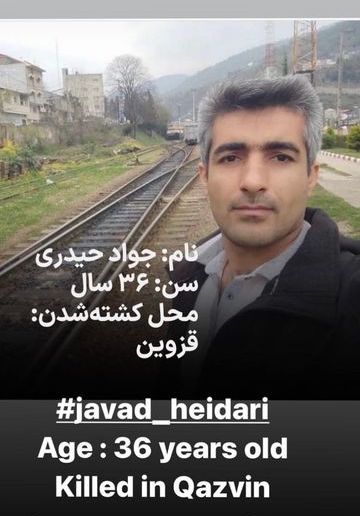 نام: جواد حیدری
سن: ۳۶ سال
محل کشته‌شدن:
قزوین
#javad_heidari
Age : 36 years old
Killed in Qazvin